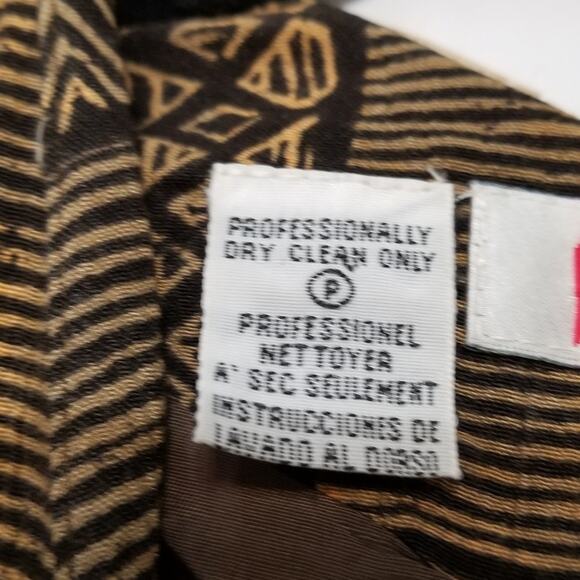 PROFESSIONALLY
DRY CLEAN ONLY
P
PROFESSIONEL
NETTOYER
A' SEC SEULEMENT
INSTRUCCIONES DE
LAVADO AL DORSO